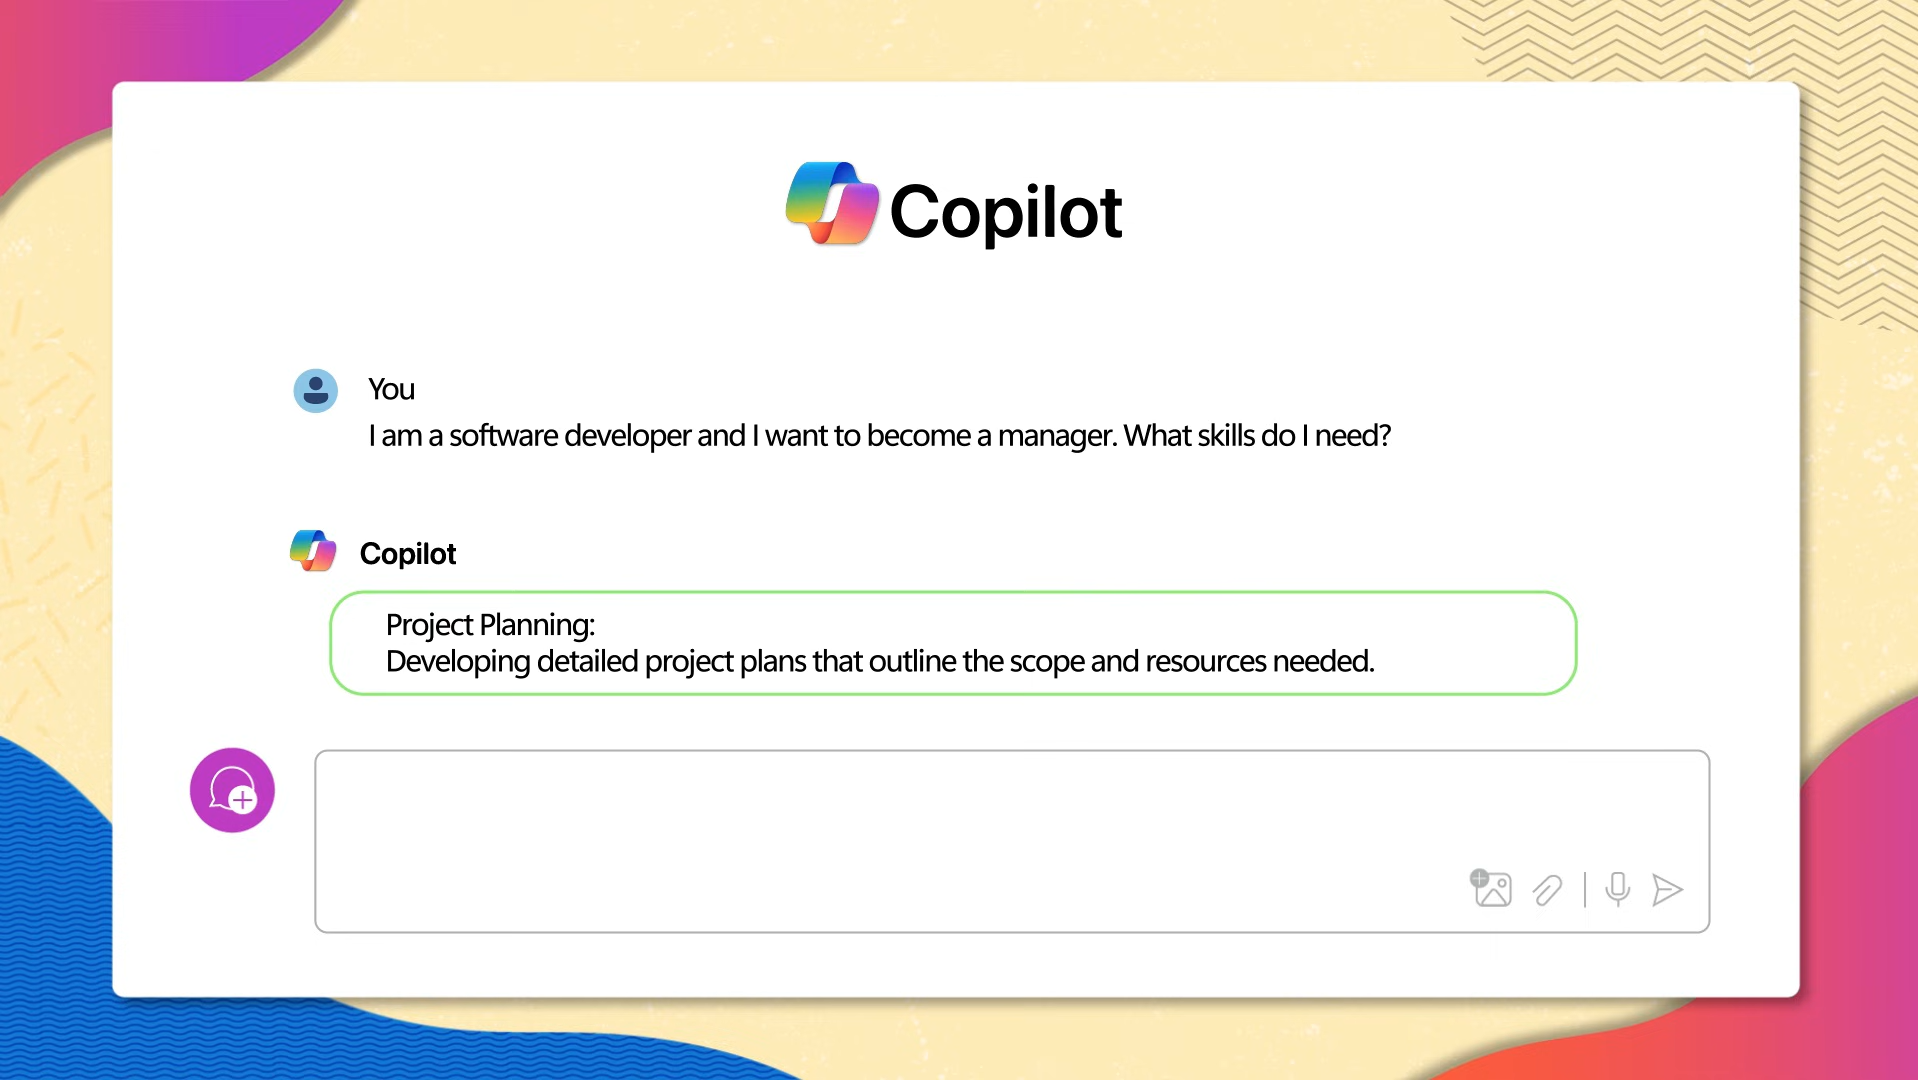 Copilot
You
I am a software developer and I want to become a manager. What skills do I need?
Copilot
Project Planning:
Developing detailed project plans that outline the scope and resources needed.